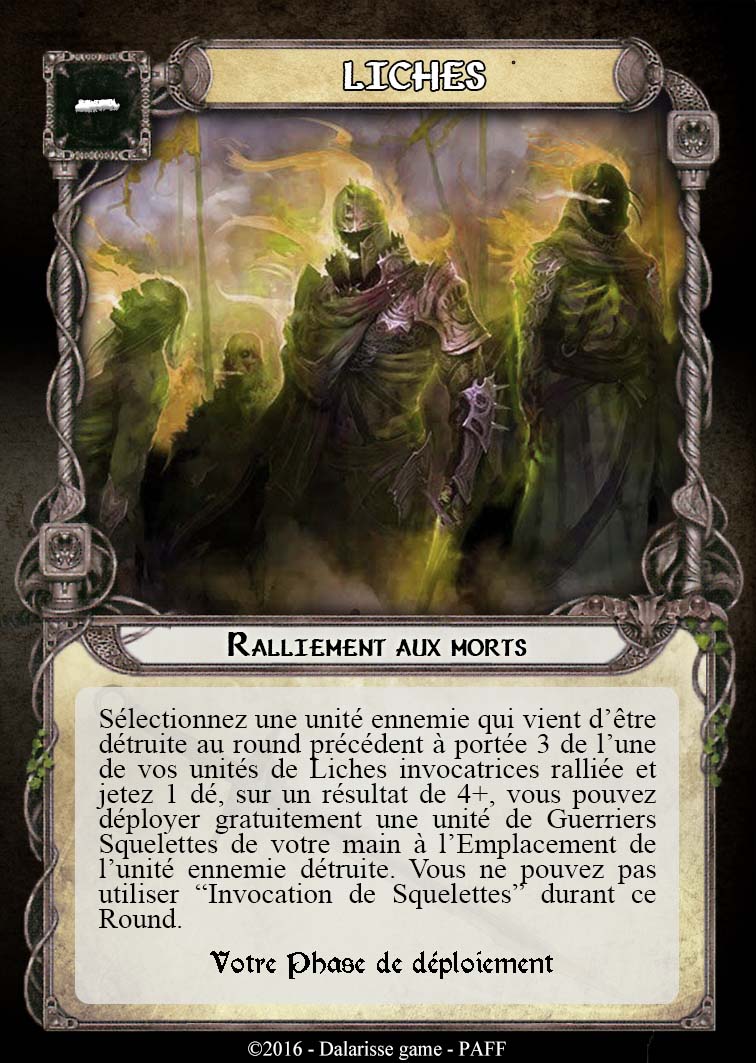 –
LICHES
RALLIEMENT AUX MORTS
Sélectionnez une unité ennemie qui vient d’être
détruite au round précédent à portée 3 de l’une
de vos unités de Liches invocatrices ralliée et
jetez 1 dé, sur un résultat de 4+, vous pouvez
déployer gratuitement une unité de Guerriers
Squelettes de votre main à l’Emplacement de
l’unité ennemie détruite. Vous ne pouvez pas
utiliser “Invocation de Squelettes” durant ce
Round.
Votre Phase de déploiement
©2016 - Dalarisse game - PAFF